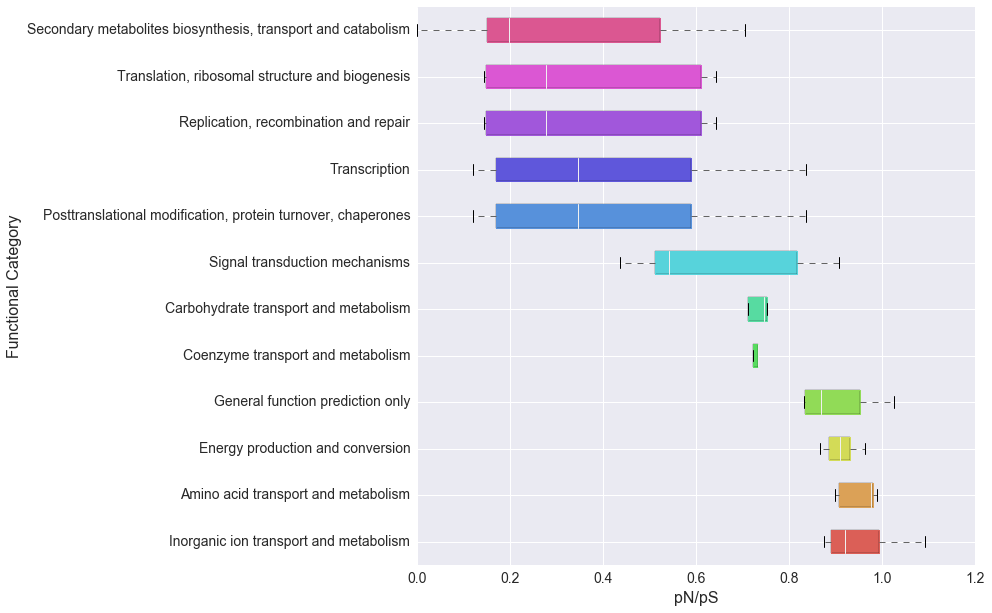 Functional Category
Secondary metabolites biosynthesis, transport and catabolism
Translation, ribosomal structure and biogenesis
Replication, recombination and repair
Transcription
Posttranslational modification, protein turnover, chaperones
Signal transduction mechanisms
Carbohydrate transport and metabolism
Coenzyme transport and metabolism
General function prediction only
Energy production and conversion
Amino acid transport and metabolism
Inorganic ion transport and metabolism
0.0 0.2 0.4 0.6 0.8 1.0 1.2
pN/pS